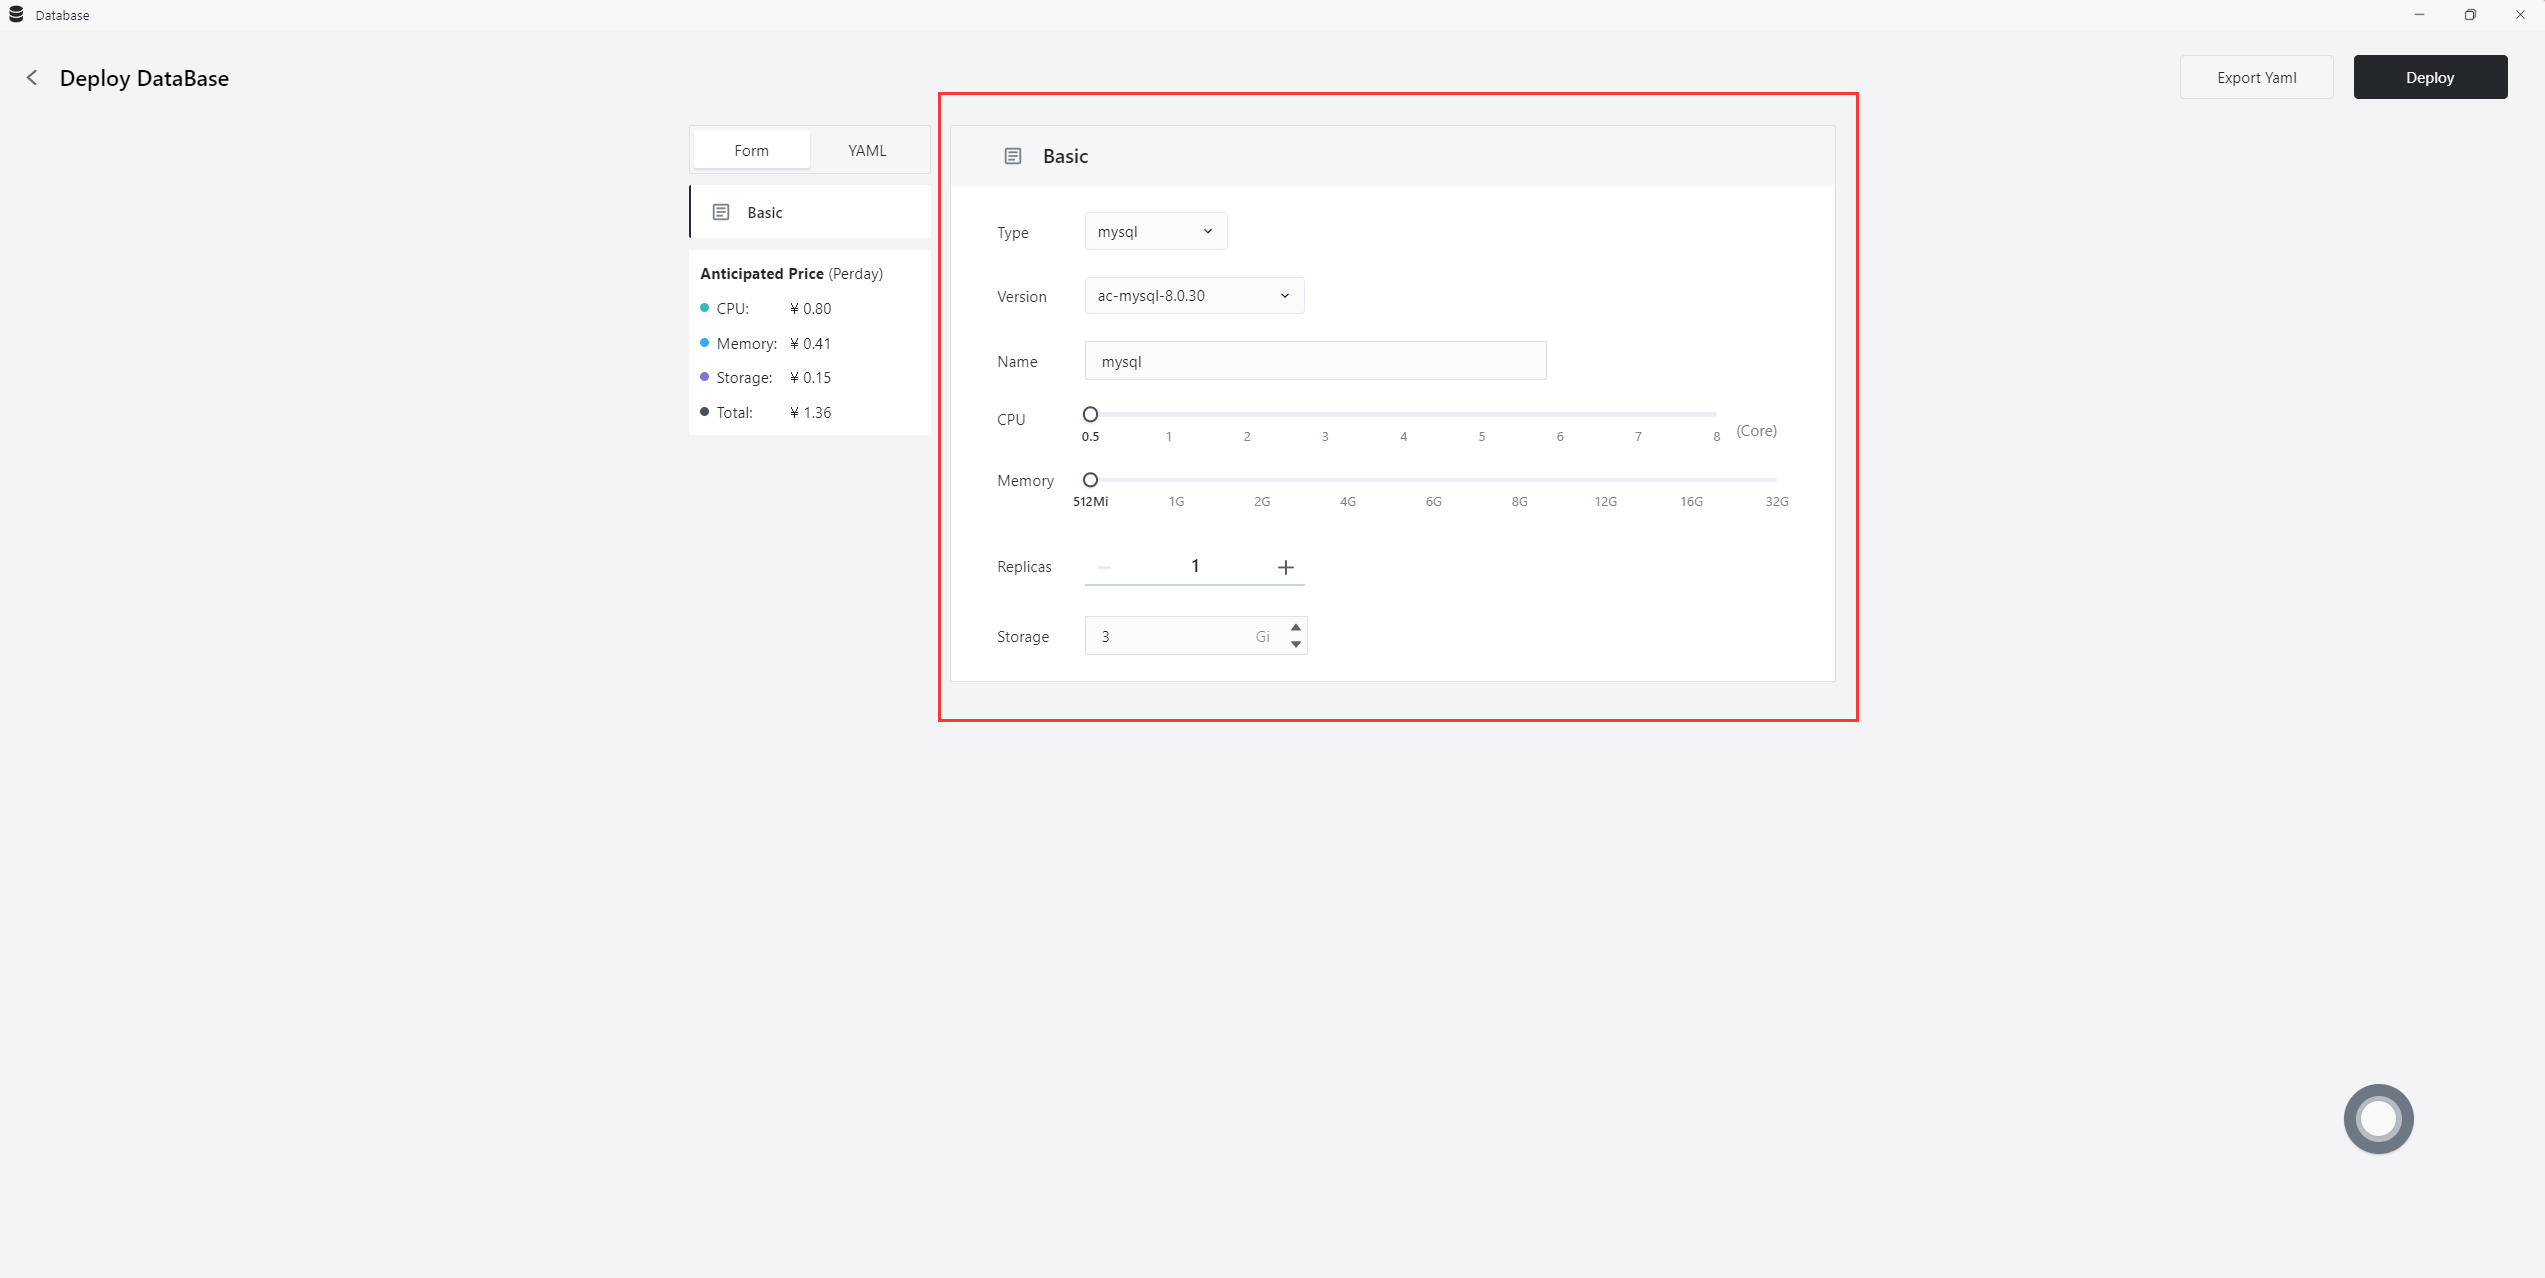 Database
Deploy DataBase
Export Yaml
Deploy
Form
YAML
Basic
Anticipated Price (Perday)
CPU: ¥ 0.80
Memory: ¥ 0.41
Storage: ¥ 0.15
Total: ¥ 1.36
Basic
Type mysql
Version ac-mysql-8.0.30
Name mysql
CPU
0.5 1 2 3 4 5 6 7 8 (Core)
Memory
512Mi 1G 2G 4G 6G 8G 12G 16G 32G
Replicas 1
Storage 3 Gi